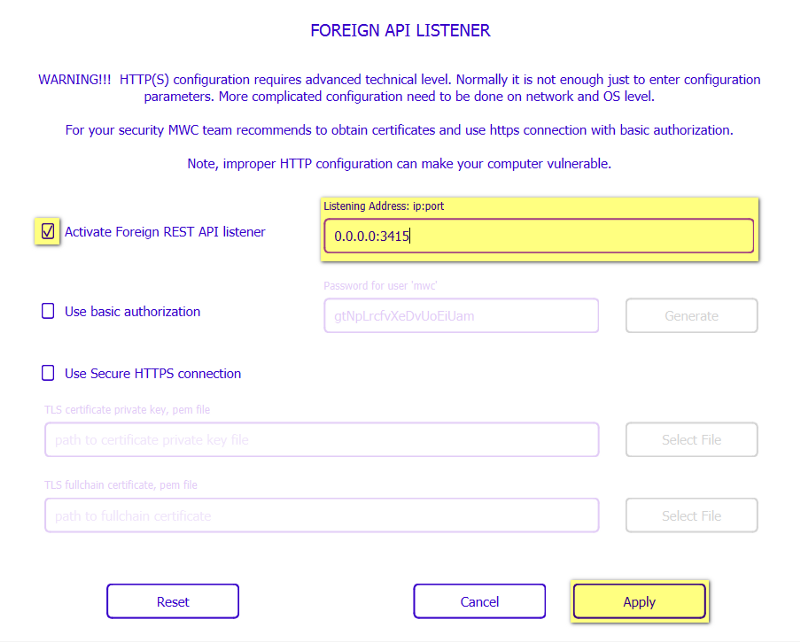 FOREIGN API LISTENER
WARNING!!!  HTTP(S) configuration requires advanced technical level. Normally it is not enough just to enter configuration
parameters. More complicated configuration need to be done on network and OS level.
For your security MWC team recommends to obtain certificates and use https connection with basic authorization.
Note, improper HTTP configuration can make your computer vulnerable.
Listening Address: ip:port
Activate Foreign REST API listener
0.0.0.0:3415
Password for user 'mwc'
Use basic authorization
gtNpLrcfvXeDvUoEiUam
Generate
Use Secure HTTPS connection
TLS certificate private key, pem file
path to certificate private key file
Select File
TLS fullchain certificate, pem file
path to fullchain certificate
Select File
Reset
Cancel
Apply